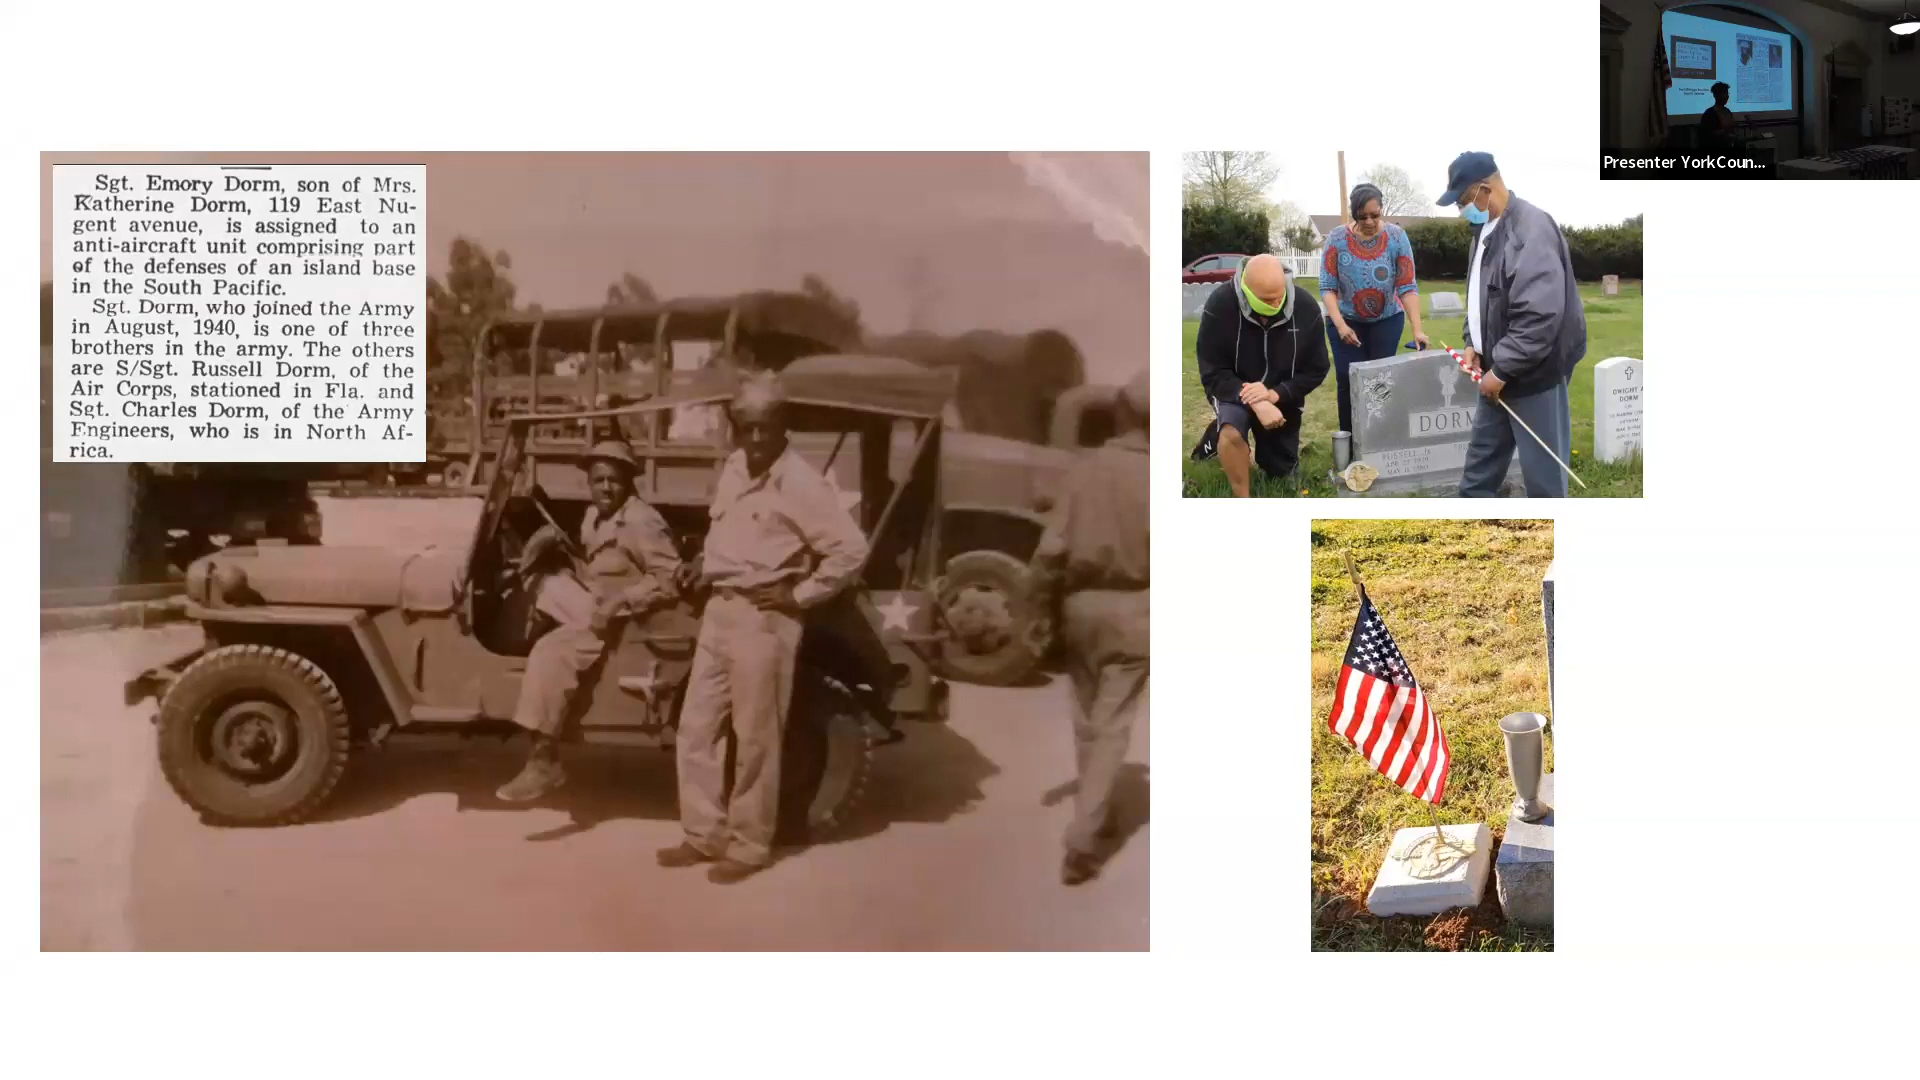 Sgt. Emory Dorm, son of Mrs.
Katherine Dorm, 119 East Nu-
gent avenue, is assigned to an
anti-aircraft unit comprising part
of the defenses of an island base
in the South Pacific.
Sgt. Dorm, who joined the Army
in August, 1940, is one of three
brothers in the army. The others
are S/Sgt. Russell Dorm, of the
Air Corps, stationed in Fla. and
Sgt. Charles Dorm, of the Army
Engineers, who is in North Af-
rica.
DORM
RUSSELL JR
DWIGHT A
DORM
Presenter YorkCoun...